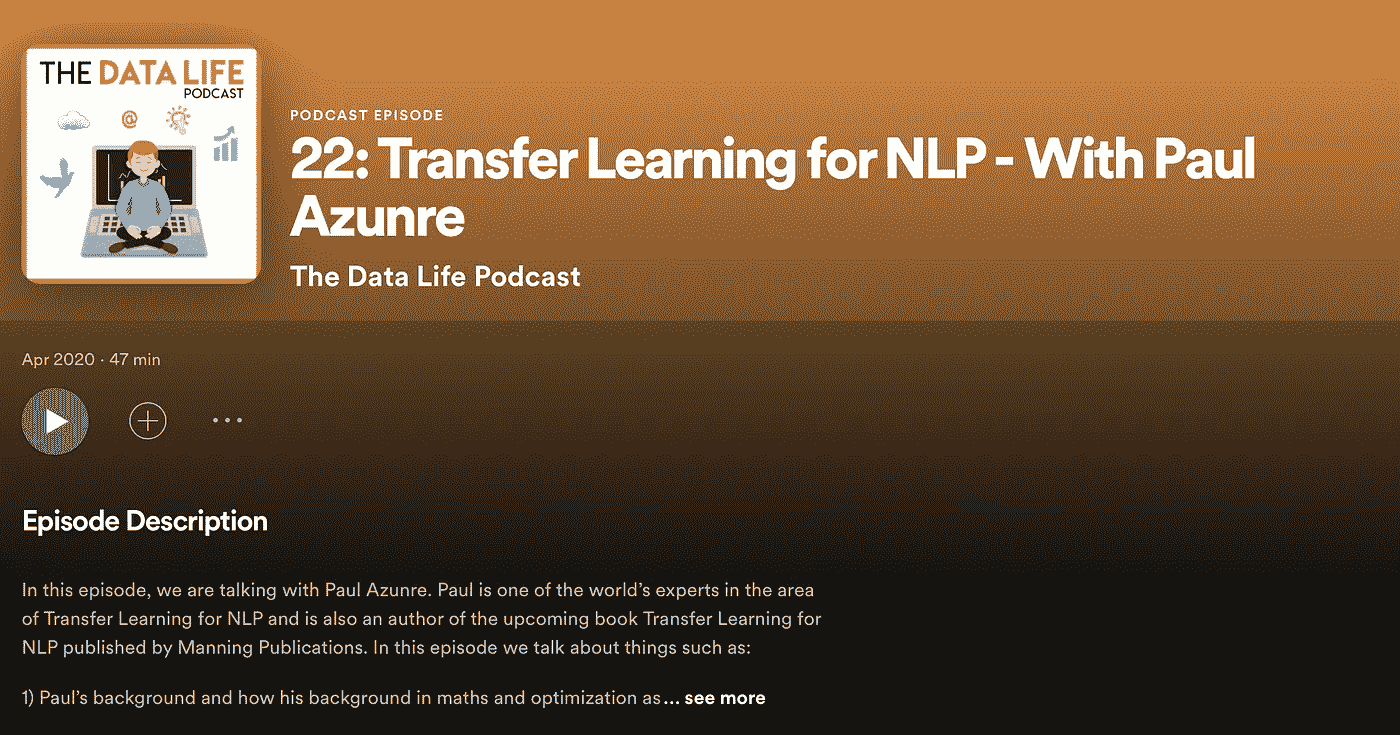 THE DATA LIFE
PODCAST
@
PODCAST EPISODE
22: Transfer Learning for NLP - With Paul
Azunre
The Data Life Podcast
Apr 2020 · 47 min
Episode Description
In this episode, we are talking with Paul Azunre. Paul is one of the world’s experts in the area
of Transfer Learning for NLP and is also an author of the upcoming book Transfer Learning for
NLP published by Manning Publications. In this episode we talk about things such as:
1) Paul’s background and how his background in maths and optimization as... see more